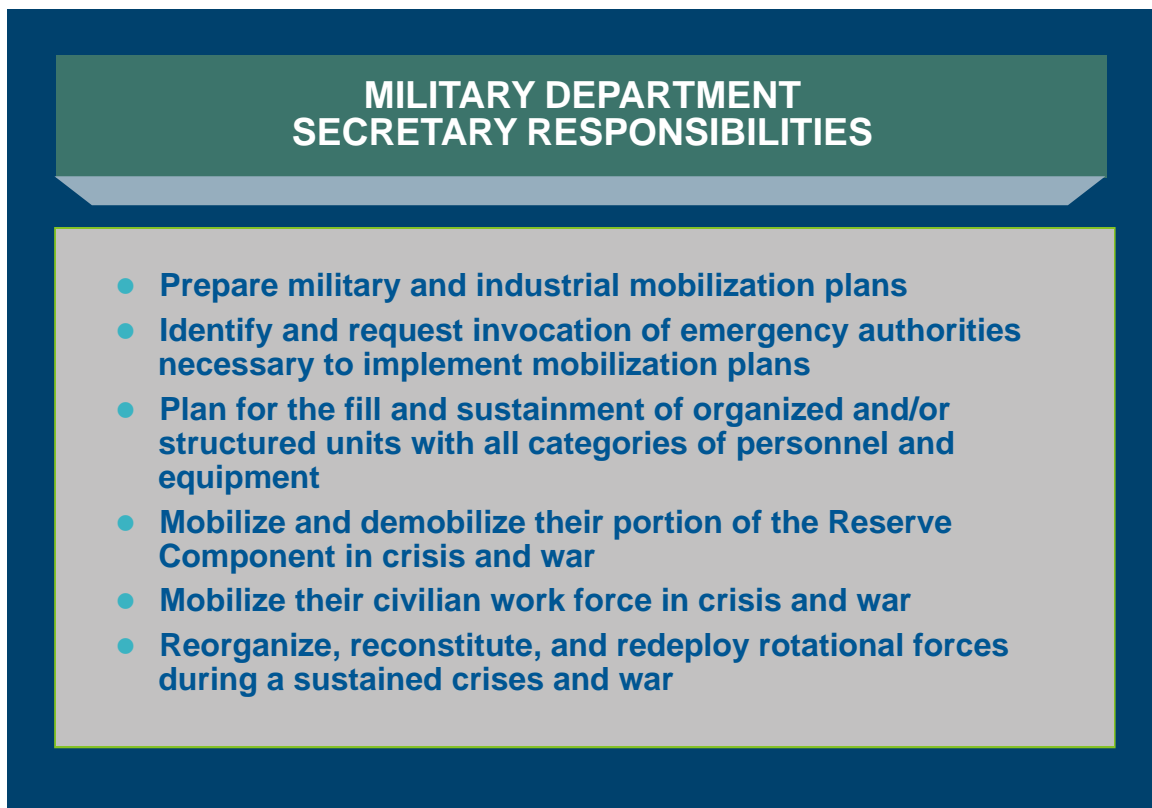 MILITARY DEPARTMENT
SECRETARY RESPONSIBILITIES
● Prepare military and industrial mobilization plans
● Identify and request invocation of emergency authorities
necessary to implement mobilization plans
● Plan for the fill and sustainment of organized and/or
structured units with all categories of personnel and
equipment
● Mobilize and demobilize their portion of the Reserve
Component in crisis and war
● Mobilize their civilian work force in crisis and war
● Reorganize, reconstitute, and redeploy rotational forces
during a sustained crises and war